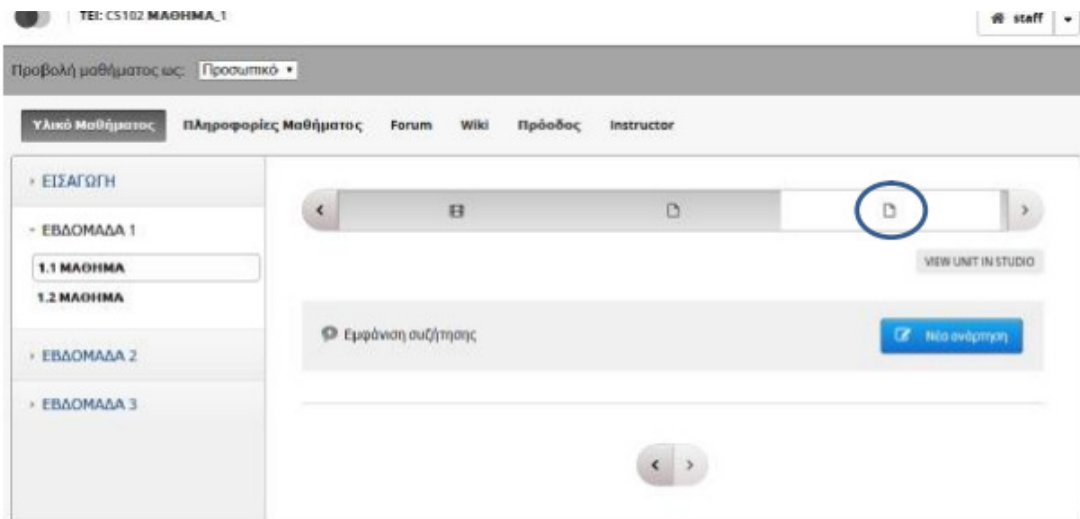 ΤΕΙ: CS102 ΜΑΘΗΜΑ_1
staff
Προβολή μαθήματος ως: Προσωπικό
Υλικό Μαθήματος Πληροφορίες Μαθήματος Forum Wiki Πρόοδος Instructor
ΕΙΣΑΓΩΓΗ
ΕΒΔΟΜΑΔΑ 1
1.1 ΜΑΘΗΜΑ
1.2 ΜΑΘΗΜΑ
ΕΒΔΟΜΑΔΑ 2
ΕΒΔΟΜΑΔΑ 3
VIEW UNIT IN STUDIO
Εμφάνιση συζήτησης
Νέα ανάρτηση